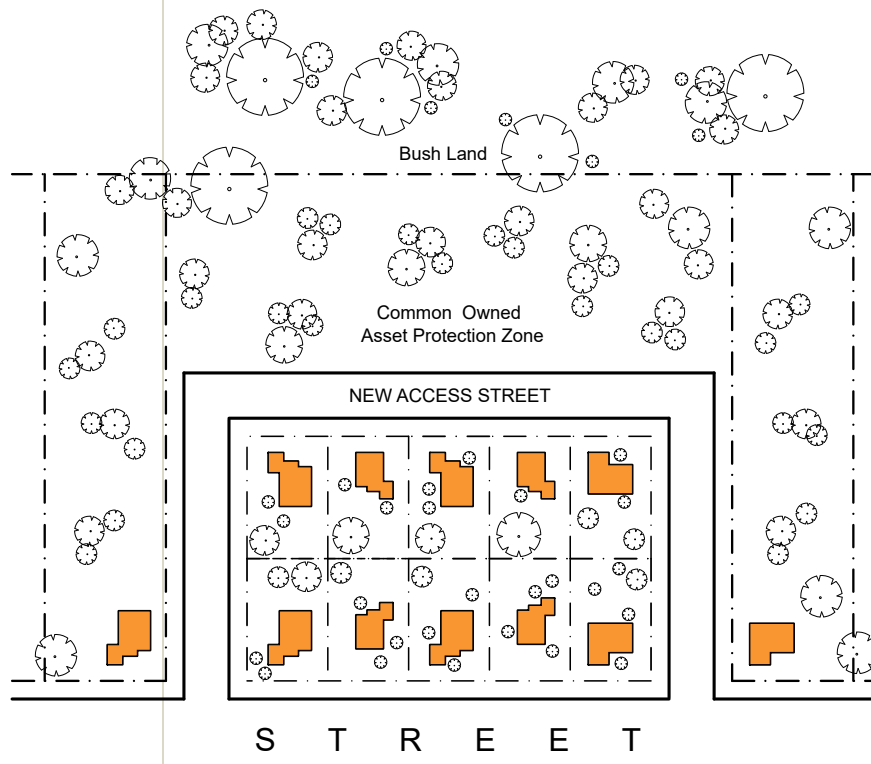 Bush Land
Common Owned
Asset Protection Zone
NEW ACCESS STREET
S T R E E T